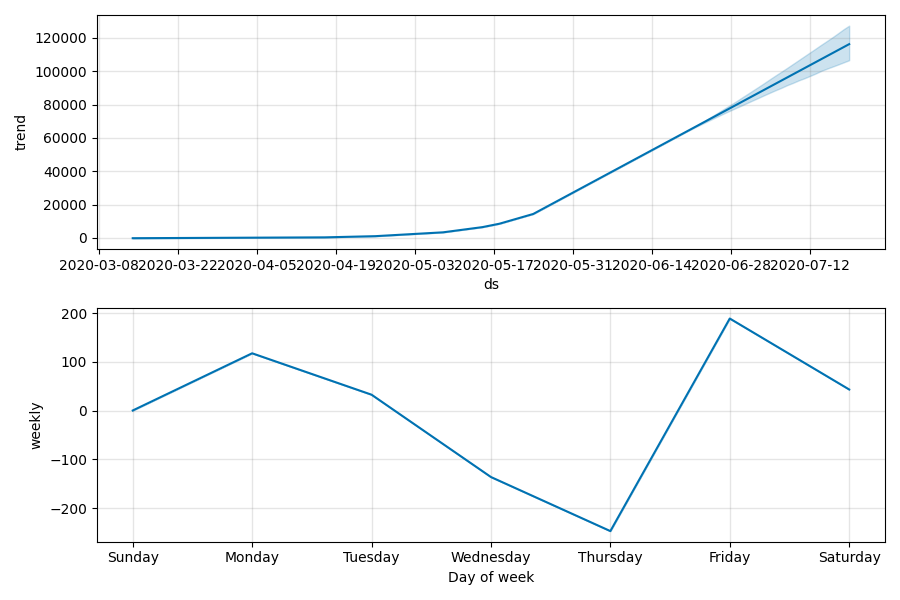 120000
100000
80000
60000
40000
20000
0
trend
2020-03-08 2020-03-22 2020-04-05 2020-04-19 2020-05-03 2020-05-17 2020-05-31 2020-06-14 2020-06-28 2020-07-12
ds
200
100
0
−100
−200
weekly
Sunday Monday Tuesday Wednesday Thursday Friday Saturday
Day of week